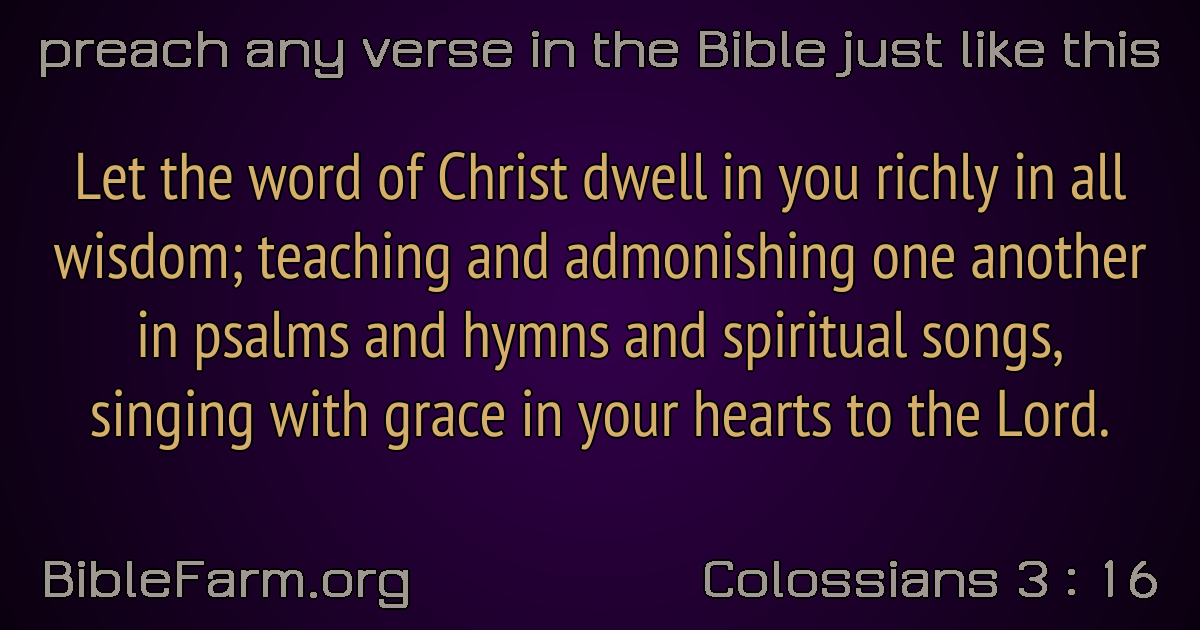 preach any verse in the Bible just like this
Let the word of Christ dwell in you richly in all
wisdom; teaching and admonishing one another
in psalms and hymns and spiritual songs,
singing with grace in your hearts to the Lord.
BibleFarm.org
Colossians 3 : 16